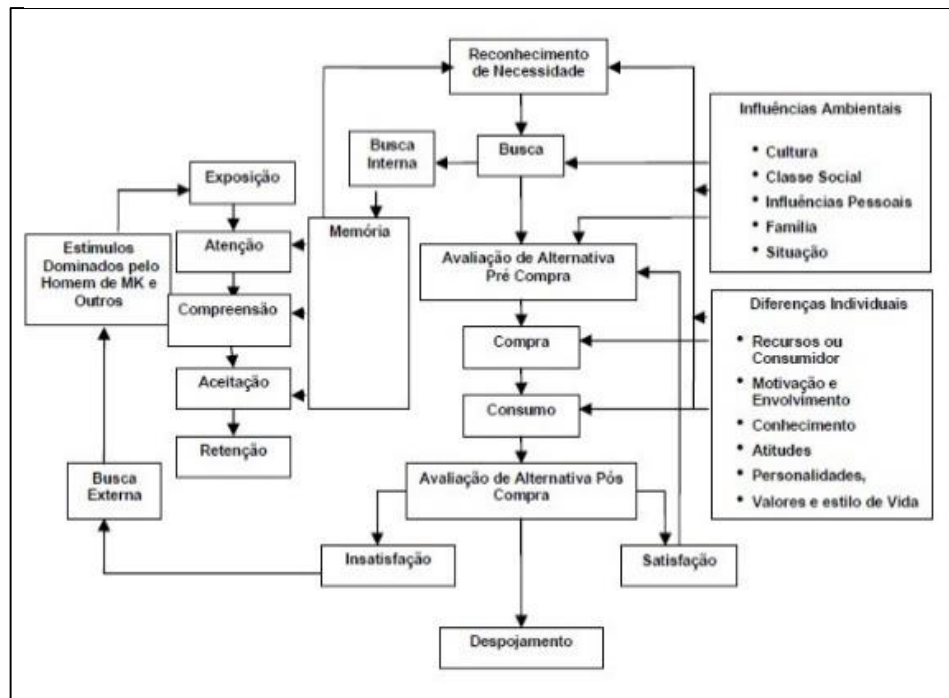 Reconhecimento
de Necessidade
Busca
Interna
Busca
Exposição
Memória
Atenção
Estímulos
Dominados pelo
Homem de MK e
Outros
Compreensão
Aceitação
Retenção
Busca
Externa
Avaliação de Alternativa
Pré Compra
Compra
Consumo
Avaliação de Alternativa Pós
Compra
Insatisfação
Satisfação
Despojamento
Influências Ambientais
• Cultura
• Classe Social
• Influências Pessoais
• Família
• Situação
Diferenças Individuais
• Recursos ou
Consumidor
• Motivação e
Envolvimento
• Conhecimento
• Atitudes
• Personalidades,
• Valores e estilo de Vida